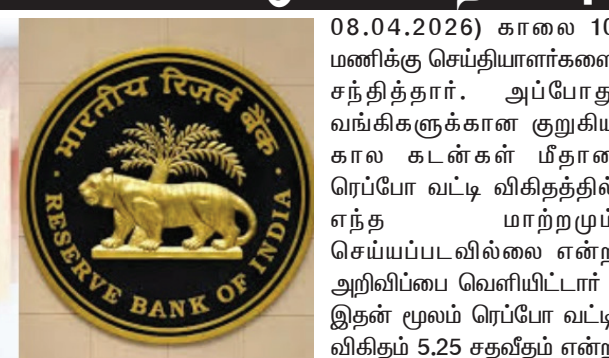 भारतीय रिज़र्व बैंक
RESERVE BANK OF INDIA
08.04.2026) காலை 10
மணிக்கு செய்தியாளர்களை
சந்தித்தார். அப்போது
வங்கிகளுக்கான குறுகிய
கால கடன்கள் மீதான
ரெப்போ வட்டி விகிதத்தில்
எந்த மாற்றமும்
செய்யப்படவில்லை என்ற
அறிவிப்பை வெளியிட்டார்
இதன் மூலம் ரெப்போ வட்டி
விகிதம் 5.25 சதவீதம் என்ற